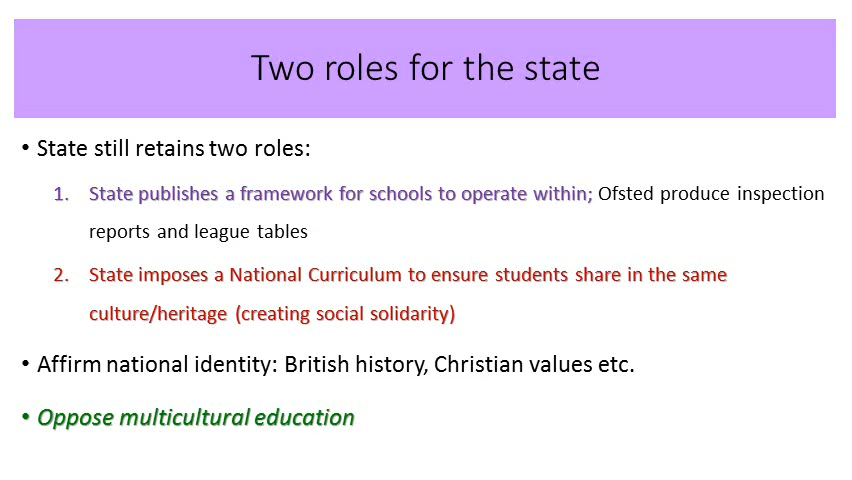 Two roles for the state
• State still retains two roles:
1. State publishes a framework for schools to operate within; Ofsted produce inspection
reports and league tables
2. State imposes a National Curriculum to ensure students share in the same
culture/heritage (creating social solidarity)
• Affirm national identity: British history, Christian values etc.
• Oppose multicultural education